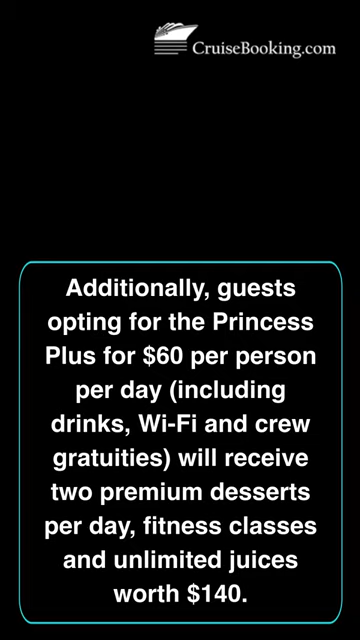 CruiseBooking.com
Additionally, guests
opting for the Princess
Plus for $60 per person
per day (including
drinks, Wi-Fi and crew
gratuities) will receive
two premium desserts
per day, fitness classes
and unlimited juices
worth $140.